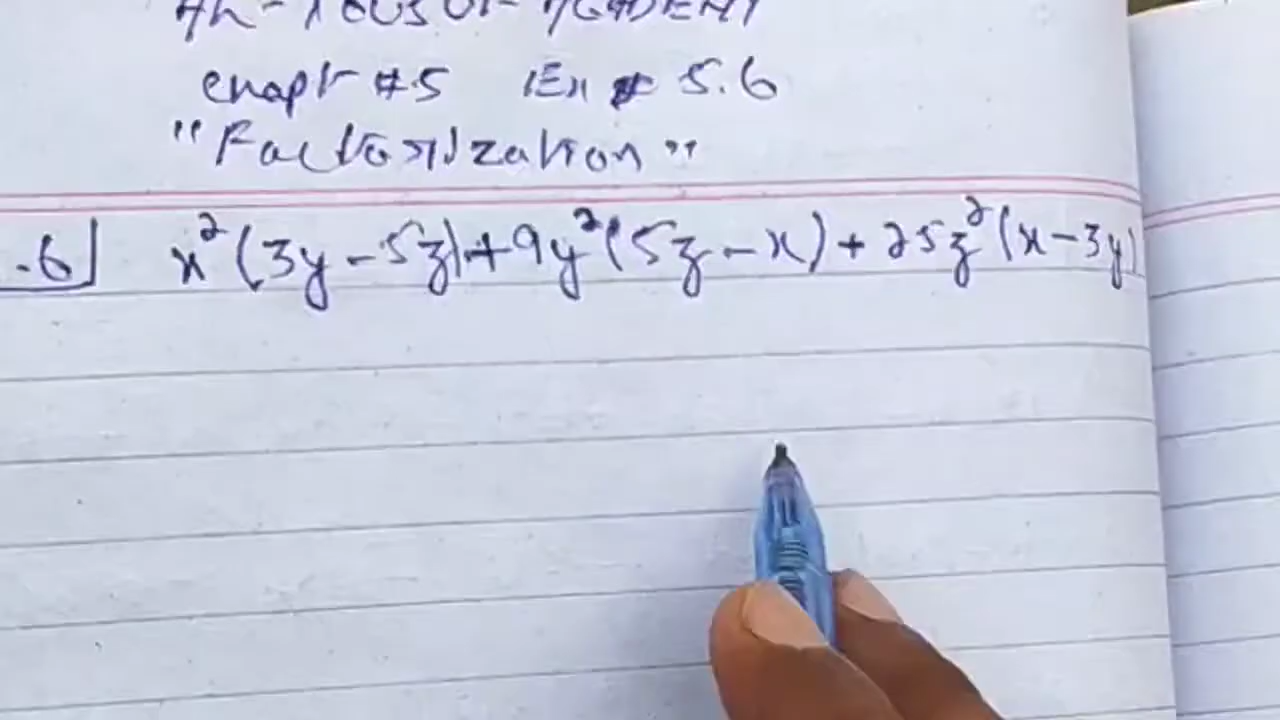 chapt #5 Ex # 5.6
"Factorization"
.6] x²(3y-5z)+9y²(5z-x)+25z²(x-3y)